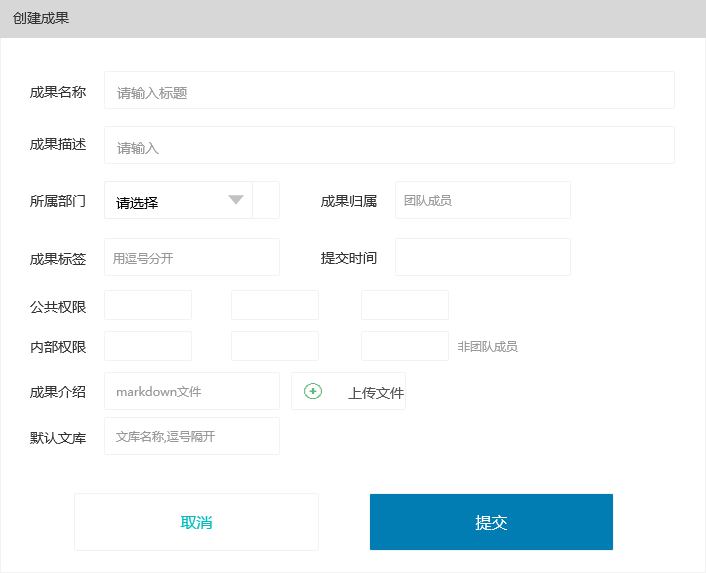 创建成果
成果名称 请输入标题
成果描述 请输入
所属部门 请选择 成果归属 团队成员
成果标签 用逗号分开 提交时间
公共权限
内部权限 非团队成员
成果介绍 markdown文件 上传文件
默认文库 文库名称,逗号隔开
取消 提交